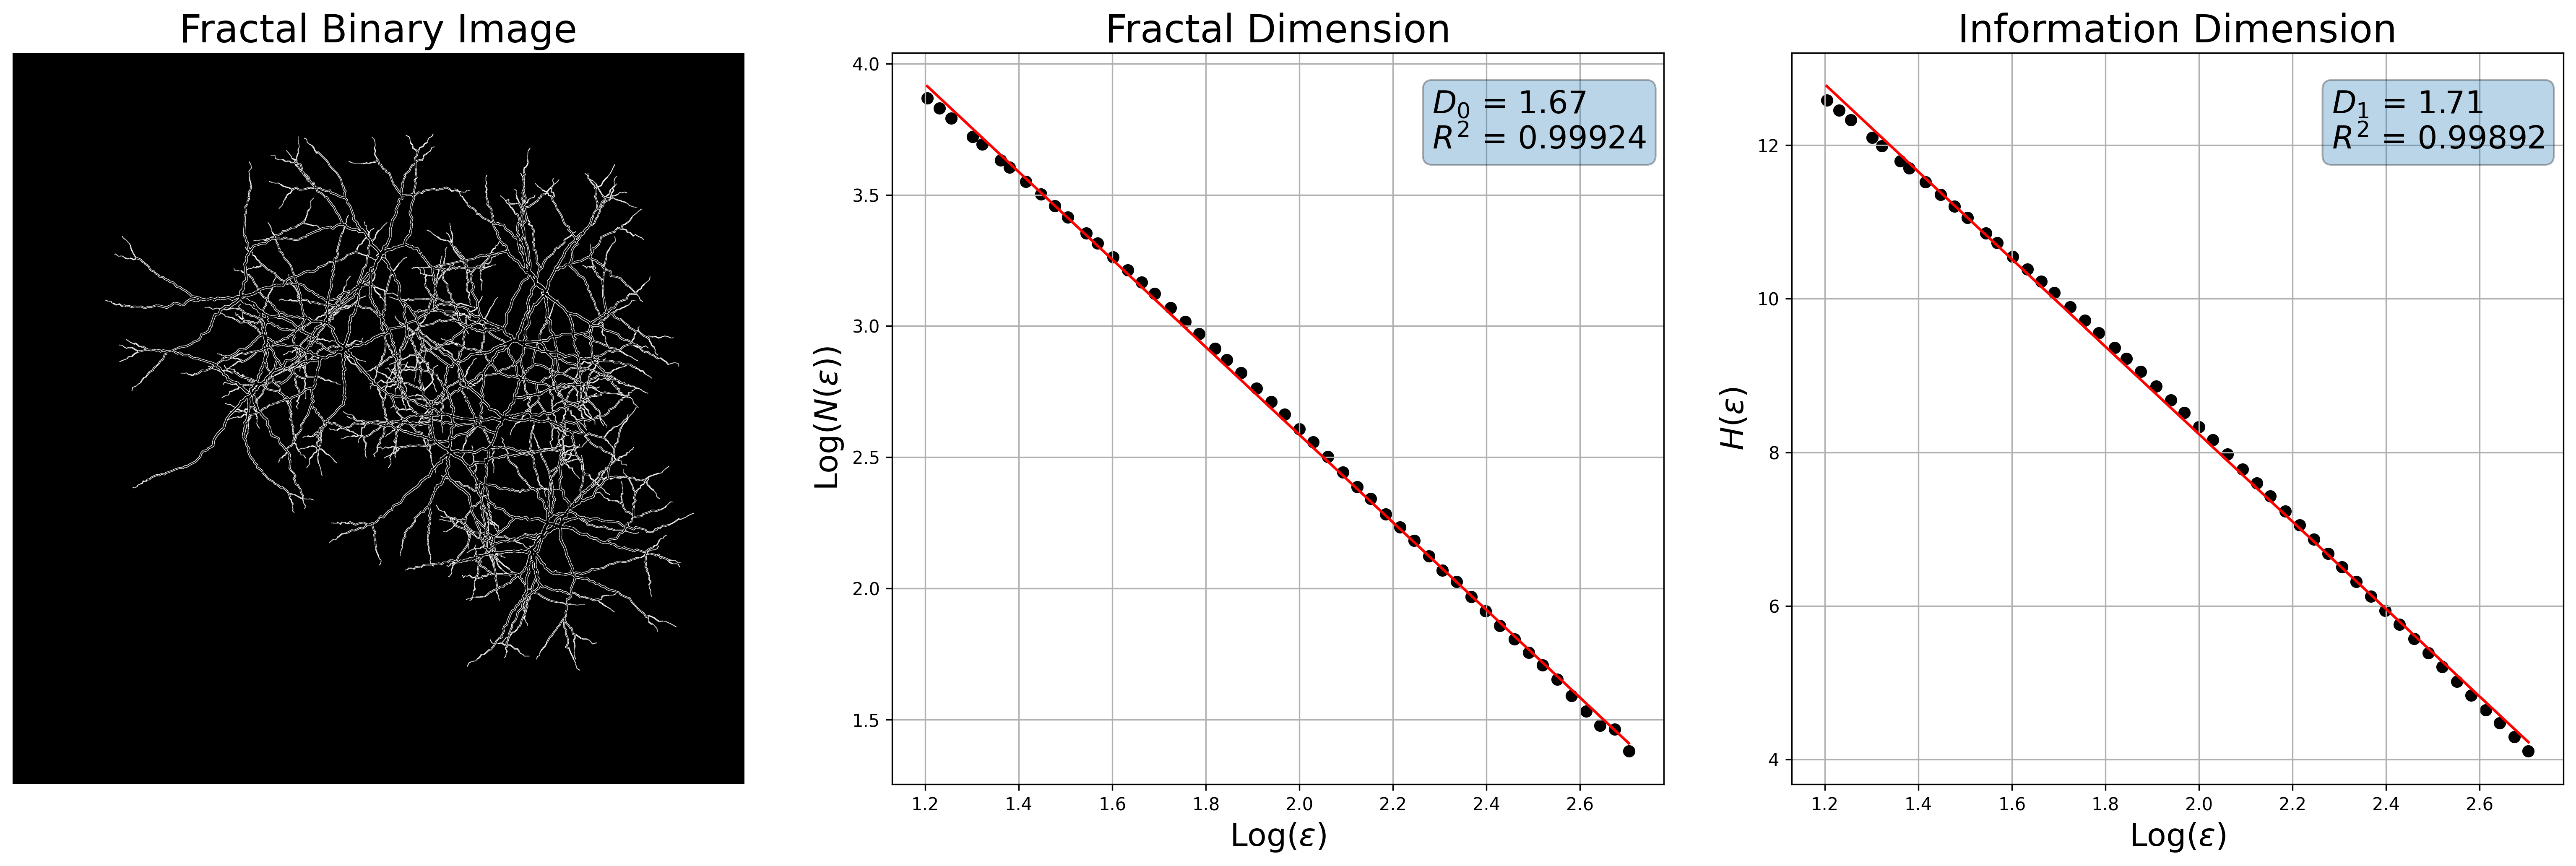 Fractal Binary Image
Fractal Dimension
4.0
3.5
3.0
2.5
2.0
1.5
Log(N(ε))
D₀ = 1.67
R² = 0.99924
1.2 1.4 1.6 1.8 2.0 2.2 2.4 2.6
Log(ε)
Information Dimension
12
10
8
6
4
H(ε)
D₁ = 1.71
R² = 0.99892
1.2 1.4 1.6 1.8 2.0 2.2 2.4 2.6
Log(ε)